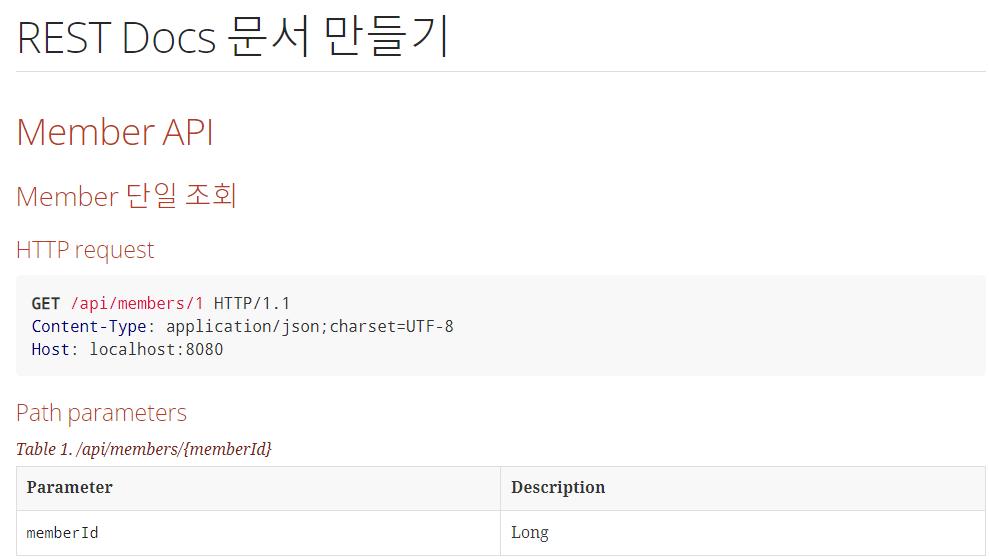 REST Docs 문서 만들기
Member API
Member 단일 조회
HTTP request
GET /api/members/1 HTTP/1.1
Content-Type: application/json;charset=UTF-8
Host: localhost:8080
Path parameters
Table 1. /api/members/{memberId}
Parameter Description
memberId Long